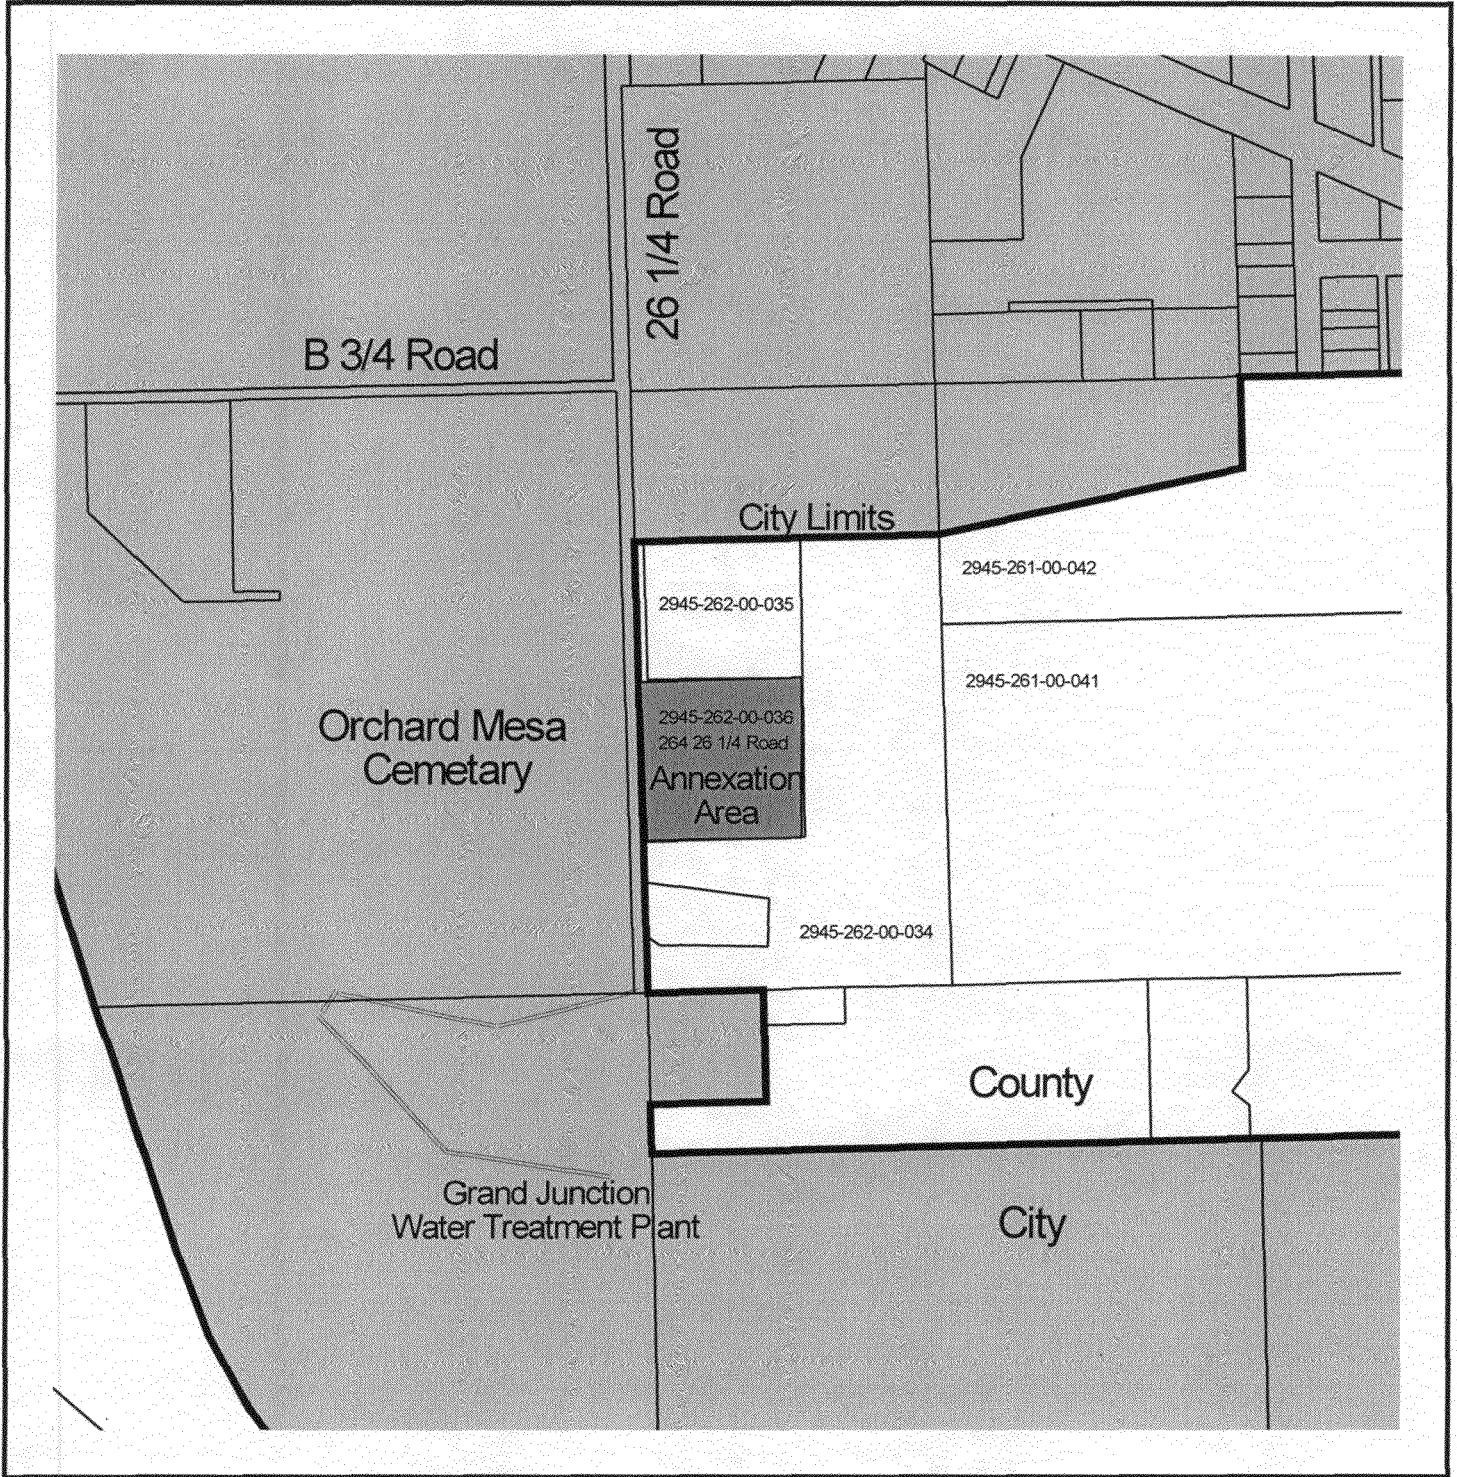 26 1/4 Road
B 3/4 Road
City Limits
2945-261-00-042
2945-262-00-035
2945-261-00-041
Orchard Mesa
Cemetary
2945-262-00-036
264 26 1/4 Road
Annexation
Area
2945-262-00-034
County
Grand Junction
Water Treatment Plant
City